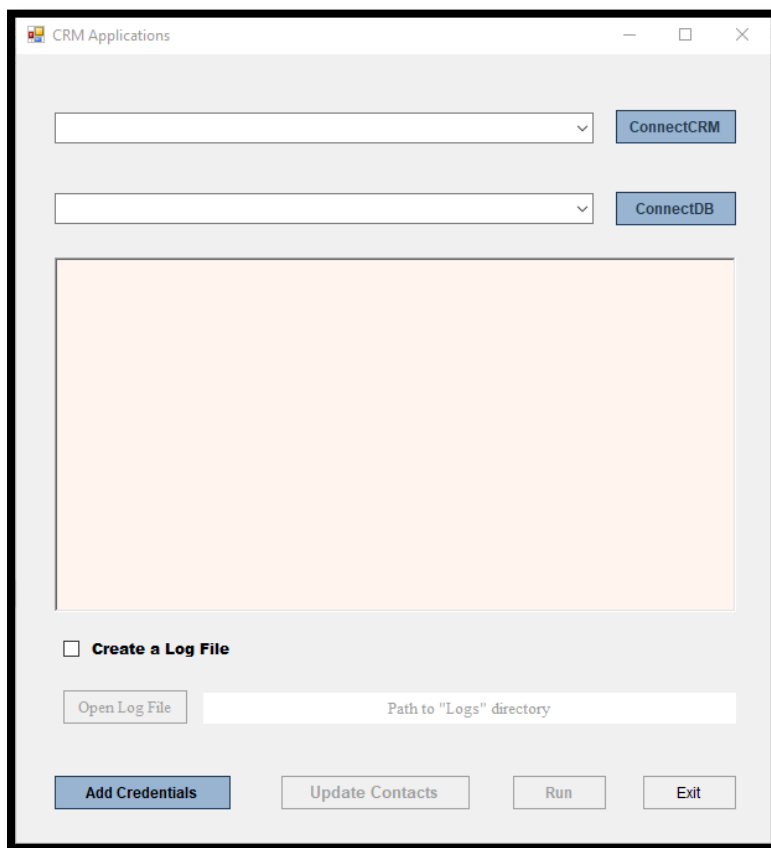 CRM Applications
ConnectCRM
ConnectDB
Create a Log File
Open Log File
Path to "Logs" directory
Add Credentials
Update Contacts
Run
Exit